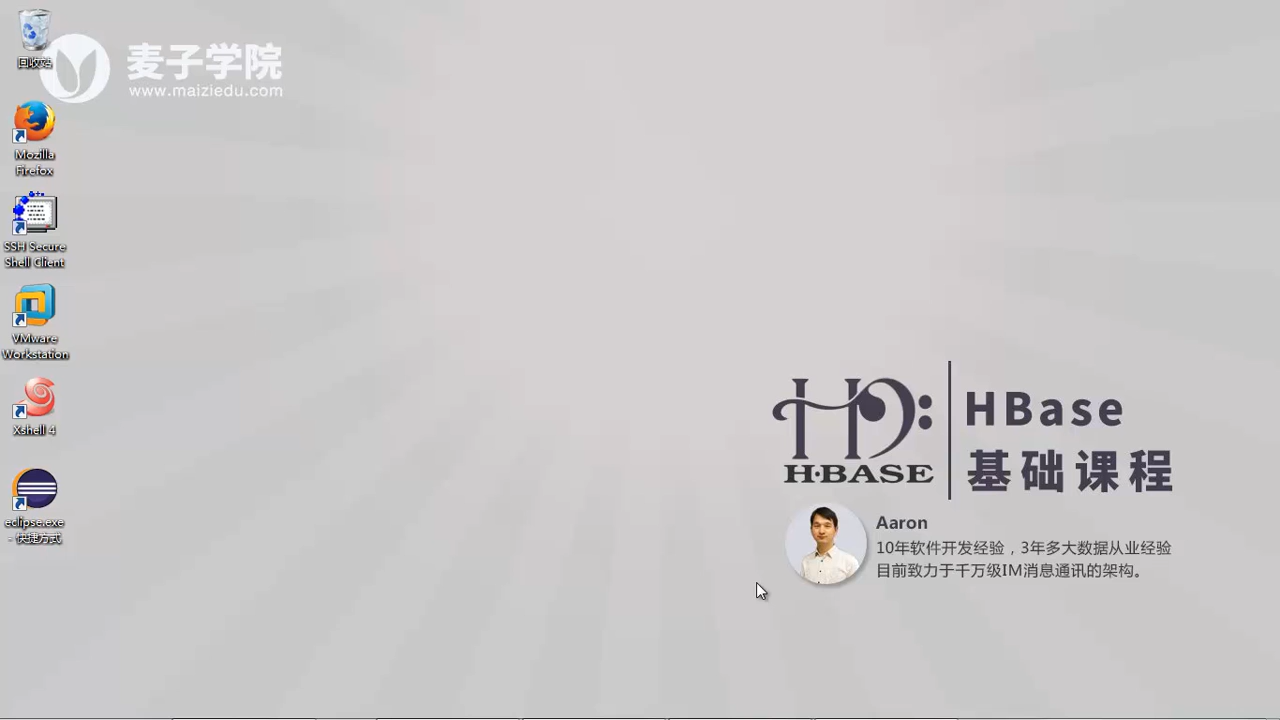 回收站
麦子学院
www.maiziedu.com
Mozilla
Firefox
SSH Secure
Shell Client
VMware
Workstation
Xshell 4
eclipse.exe
- 快捷方式
H·BASE
HBase
基础课程
Aaron
10年软件开发经验，3年多大数据从业经验
目前致力于千万级IM消息通讯的架构。